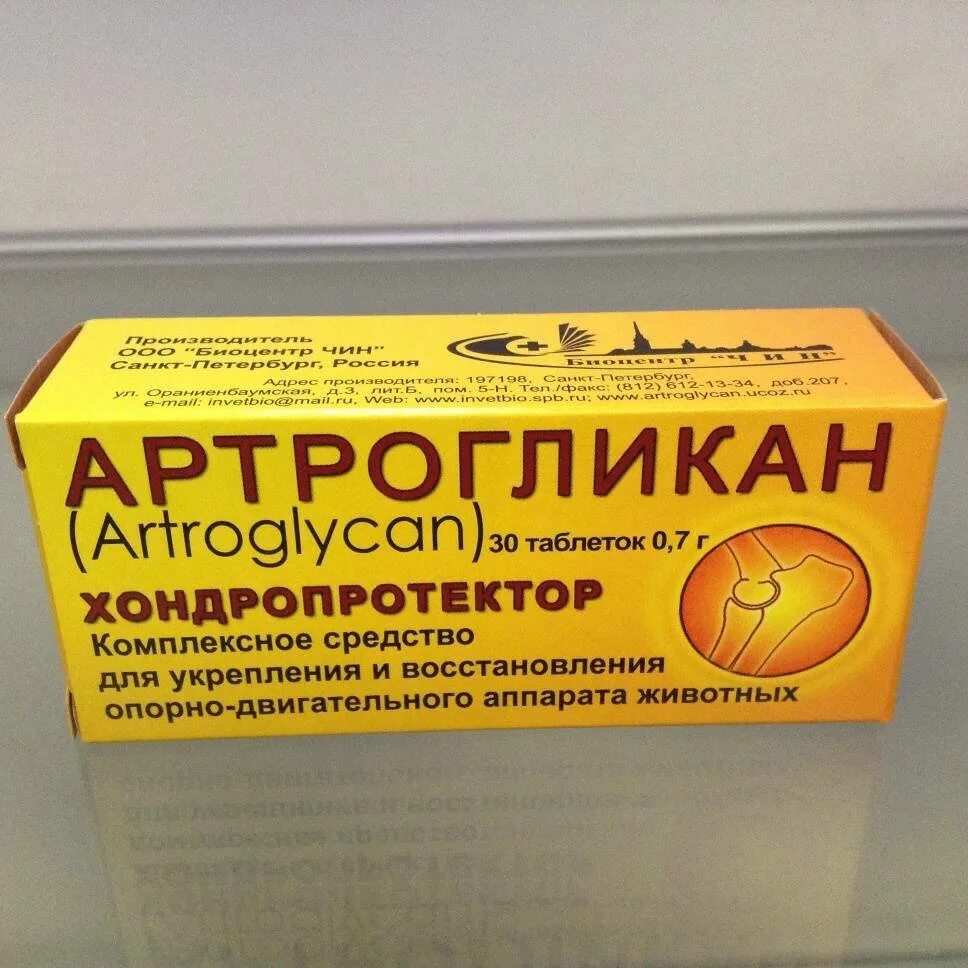 Производитель
ООО "Биоцентр ЧИН"
Санкт-Петербург, Россия
Биоцентр "ЧИН"
Адрес производителя: 197198, Санкт-Петербург,
ул. Ораниенбаумская, д.3, лит.Б, пом. 5-Н. Тел./факс: (812) 612-13-34, доб.207,
e-mail: invetbio@mail.ru, Web: www.invetbio.spb.ru; www.artroglycan.ucoz.ru
АРТРОГЛИКАН
(Artroglycan) 30 таблеток 0,7 г
ХОНДРОПРОТЕКТОР
Комплексное средство
для укрепления и восстановления
опорно-двигательного аппарата животных